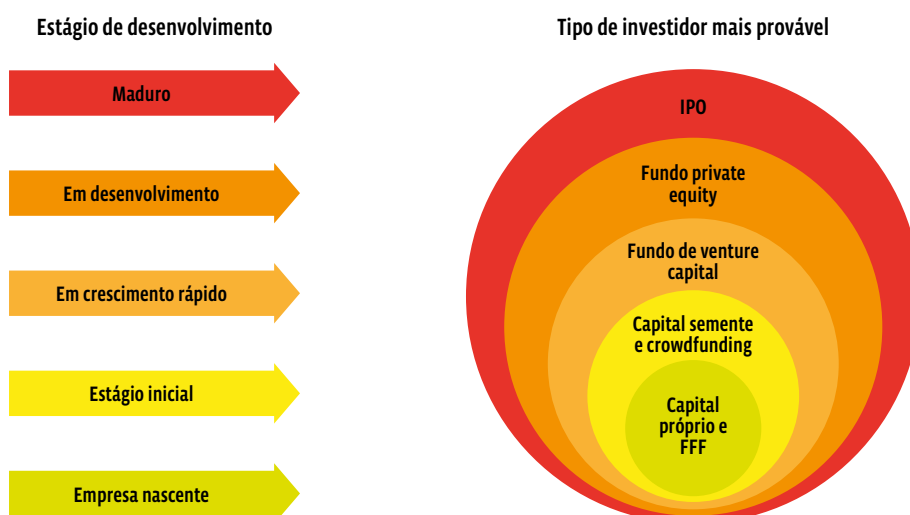 Estágio de desenvolvimento
Maduro
Em desenvolvimento
Em crescimento rápido
Estágio inicial
Empresa nascente
Tipo de investidor mais provável
IPO
Fundo private
equity
Fundo de venture
capital
Capital semente
e crowdfunding
Capital
próprio e
FFF